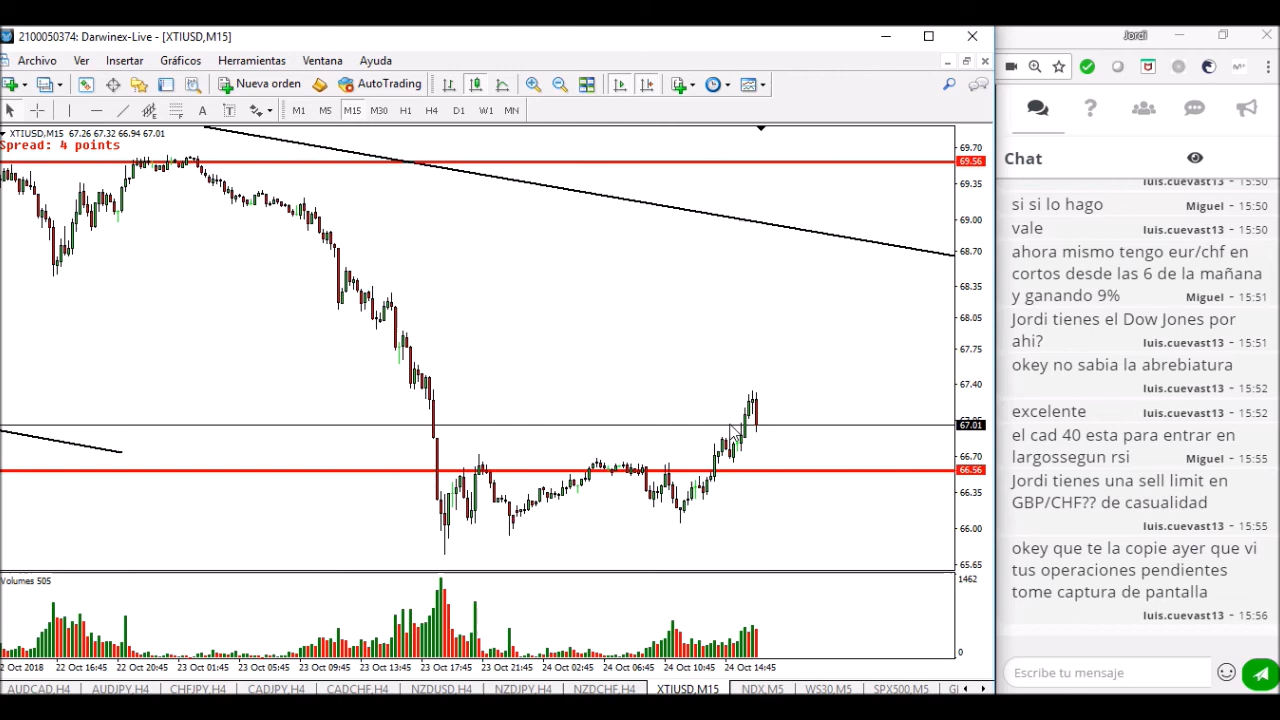 2100050374: Darwinex-Live - [XTIUSD,M15]
Jordi
Archivo Ver Insertar Gráficos Herramientas Ventana Ayuda
Nueva orden AutoTrading
M1 M5 M15 M30 H1 H4 D1 W1 MN
XTIUSD,M15 67.26 67.32 66.94 67.01
Spread: 4 points
69.70
69.56
69.35
69.00
68.70
68.35
68.05
67.75
67.40
67.01
66.70
66.56
66.35
66.00
65.65
Volumes 505
1462
0
2 Oct 2018 22 Oct 16:45 22 Oct 20:45 23 Oct 01:45 23 Oct 05:45 23 Oct 09:45 23 Oct 13:45 23 Oct 17:45 23 Oct 21:45 24 Oct 02:45 24 Oct 06:45 24 Oct 10:45 24 Oct 14:45
AUDCAD,H4 AUDJPY,H4 CHFJPY,H4 CADJPY,H4 CADCHF,H4 NZDUSD,H4 NZDJPY,H4 NZDCHF,H4 XTIUSD,M15 NDX,M5 WS30,M5 SPX500,M5
Chat
luis.cuevast13 - 15:50
si si lo hago
Miguel - 15:50
vale
luis.cuevast13 - 15:50
ahora mismo tengo eur/chf en
cortos desde las 6 de la mañana
y ganando 9%
Miguel - 15:51
Jordi tienes el Dow Jones por
ahi?
luis.cuevast13 - 15:51
okey no sabia la abrebiatura
luis.cuevast13 - 15:52
excelente
luis.cuevast13 - 15:52
el cad 40 esta para entrar en
largossegun rsi
Miguel - 15:55
Jordi tienes una sell limit en
GBP/CHF?? de casualidad
luis.cuevast13 - 15:55
okey que te la copie ayer que vi
tus operaciones pendientes
tome captura de pantalla
luis.cuevast13 - 15:56
Escribe tu mensaje